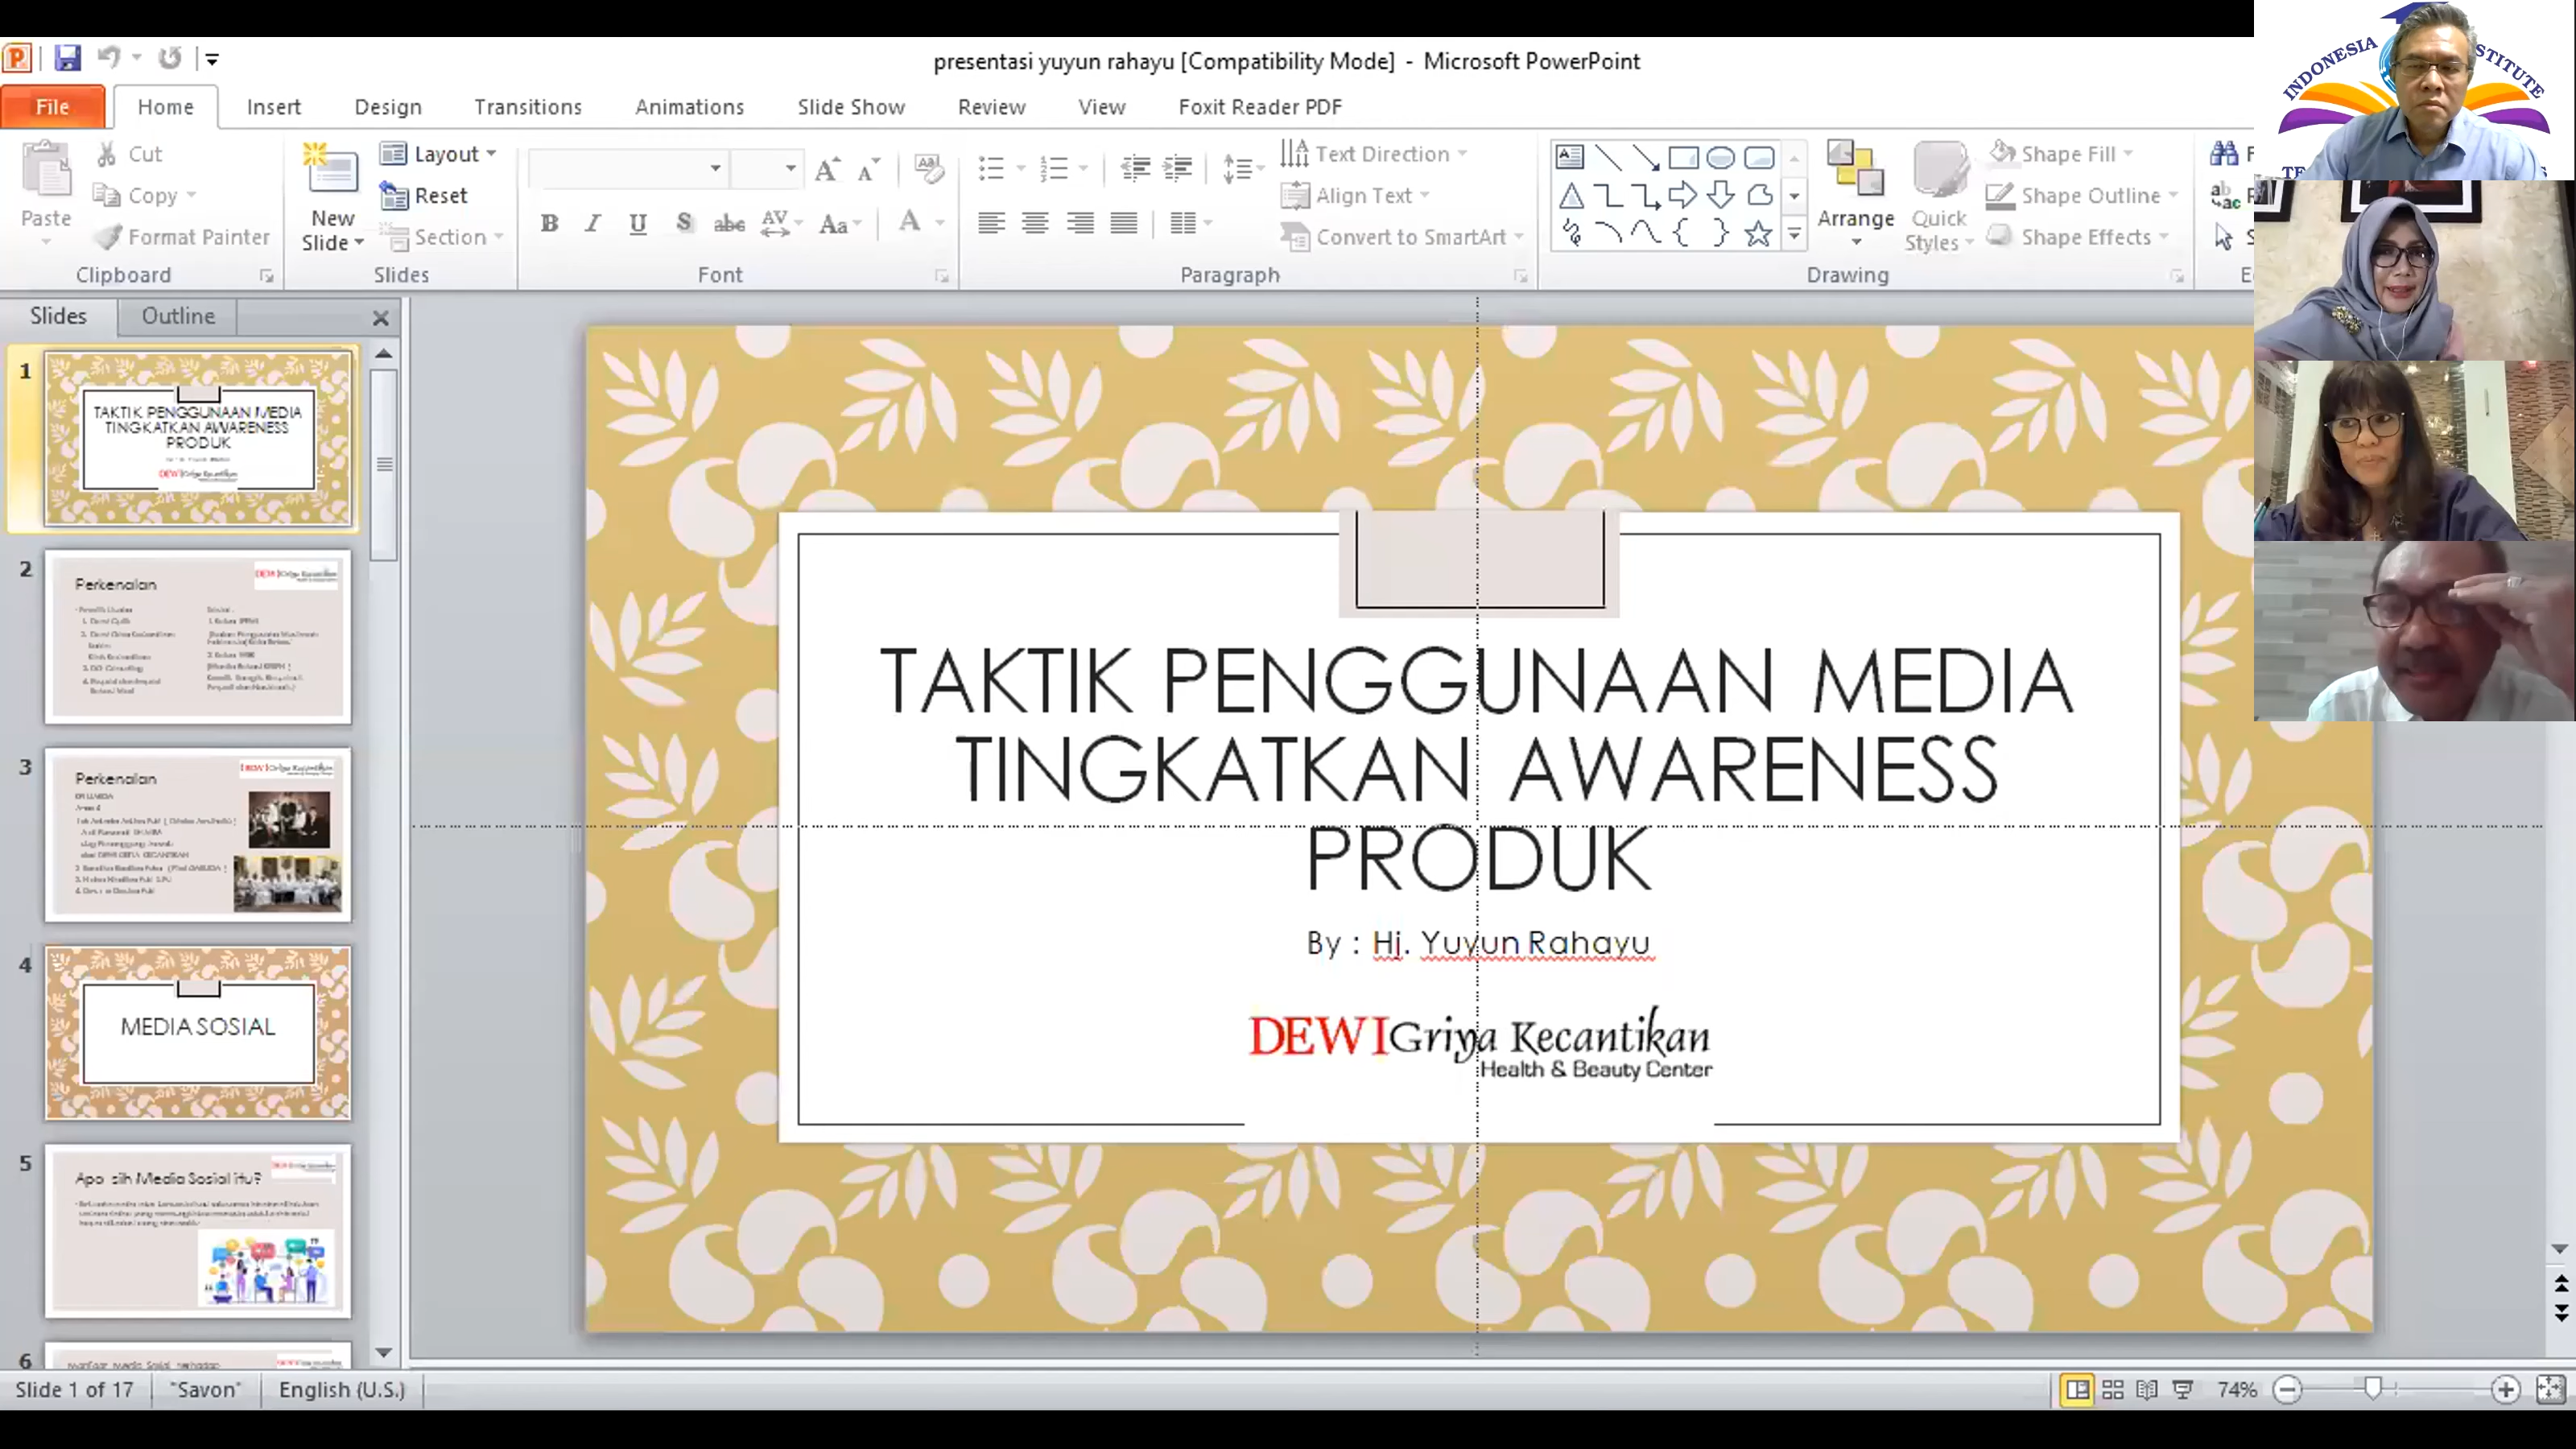 presentasi yuyun rahayu [Compatibility Mode] - Microsoft PowerPoint
File Home Insert Design Transitions Animations Slide Show Review View Foxit Reader PDF
Paste
Cut
Copy
Format Painter
Clipboard
New Slide
Layout
Reset
Section
Slides
Font
Text Direction
Align Text
Convert to SmartArt
Paragraph
Arrange
Quick Styles
Shape Fill
Shape Outline
Shape Effects
Drawing
INDONESIA
Slides Outline
1
TAKTIK PENGGUNAAN MEDIA
TINGKATKAN AWARENESS
PRODUK
DEWI Griya Kecantikan
2
Perkenalan
3
Perkenalan
4
MEDIA SOSIAL
5
Apa sih Media Sosial itu?
6
TAKTIK PENGGUNAAN MEDIA
TINGKATKAN AWARENESS
PRODUK
By : Hj. Yuyun Rahayu
DEWI Griya Kecantikan
Health & Beauty Center
Slide 1 of 17 "Savon" English (U.S.) 74%